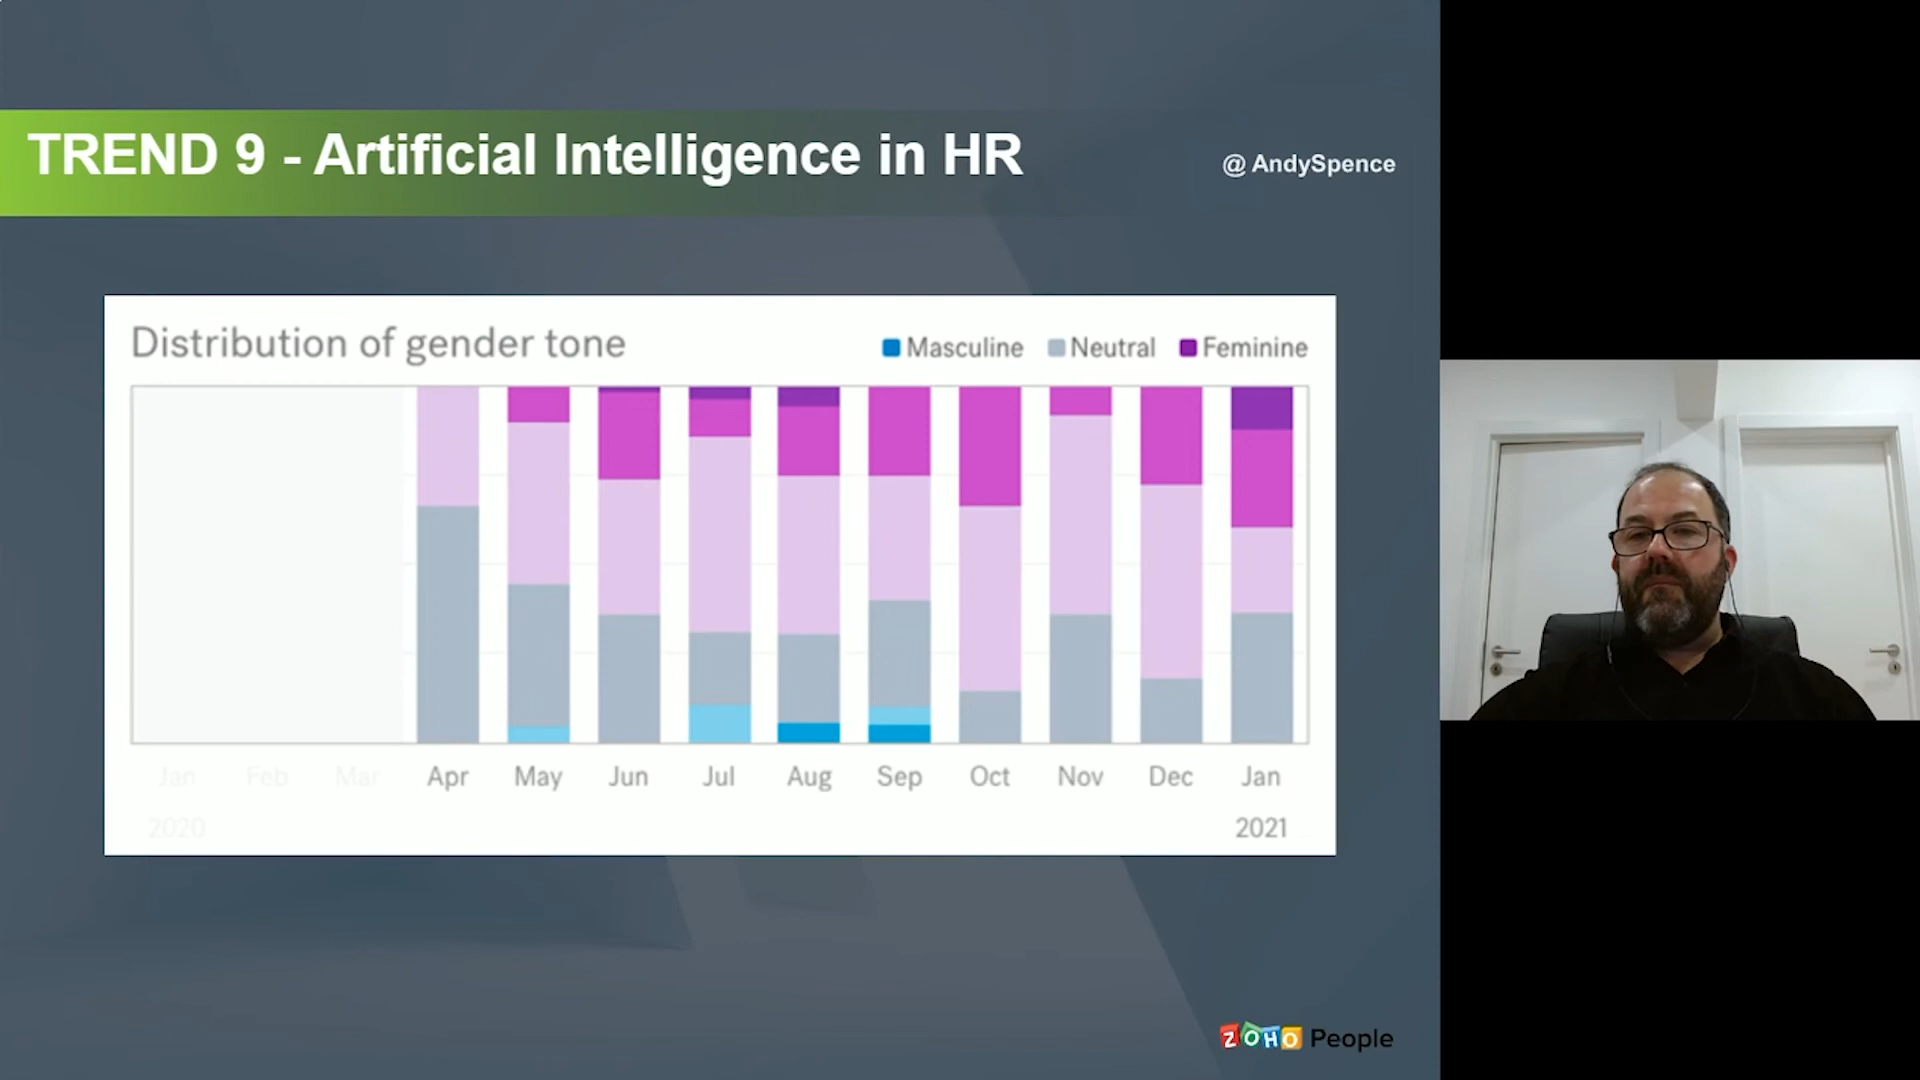 TREND 9 - Artificial Intelligence in HR
@AndySpence
Distribution of gender tone
Masculine Neutral Feminine
Jan Feb Mar Apr May Jun Jul Aug Sep Oct Nov Dec Jan
2020 2021
ZOHO People